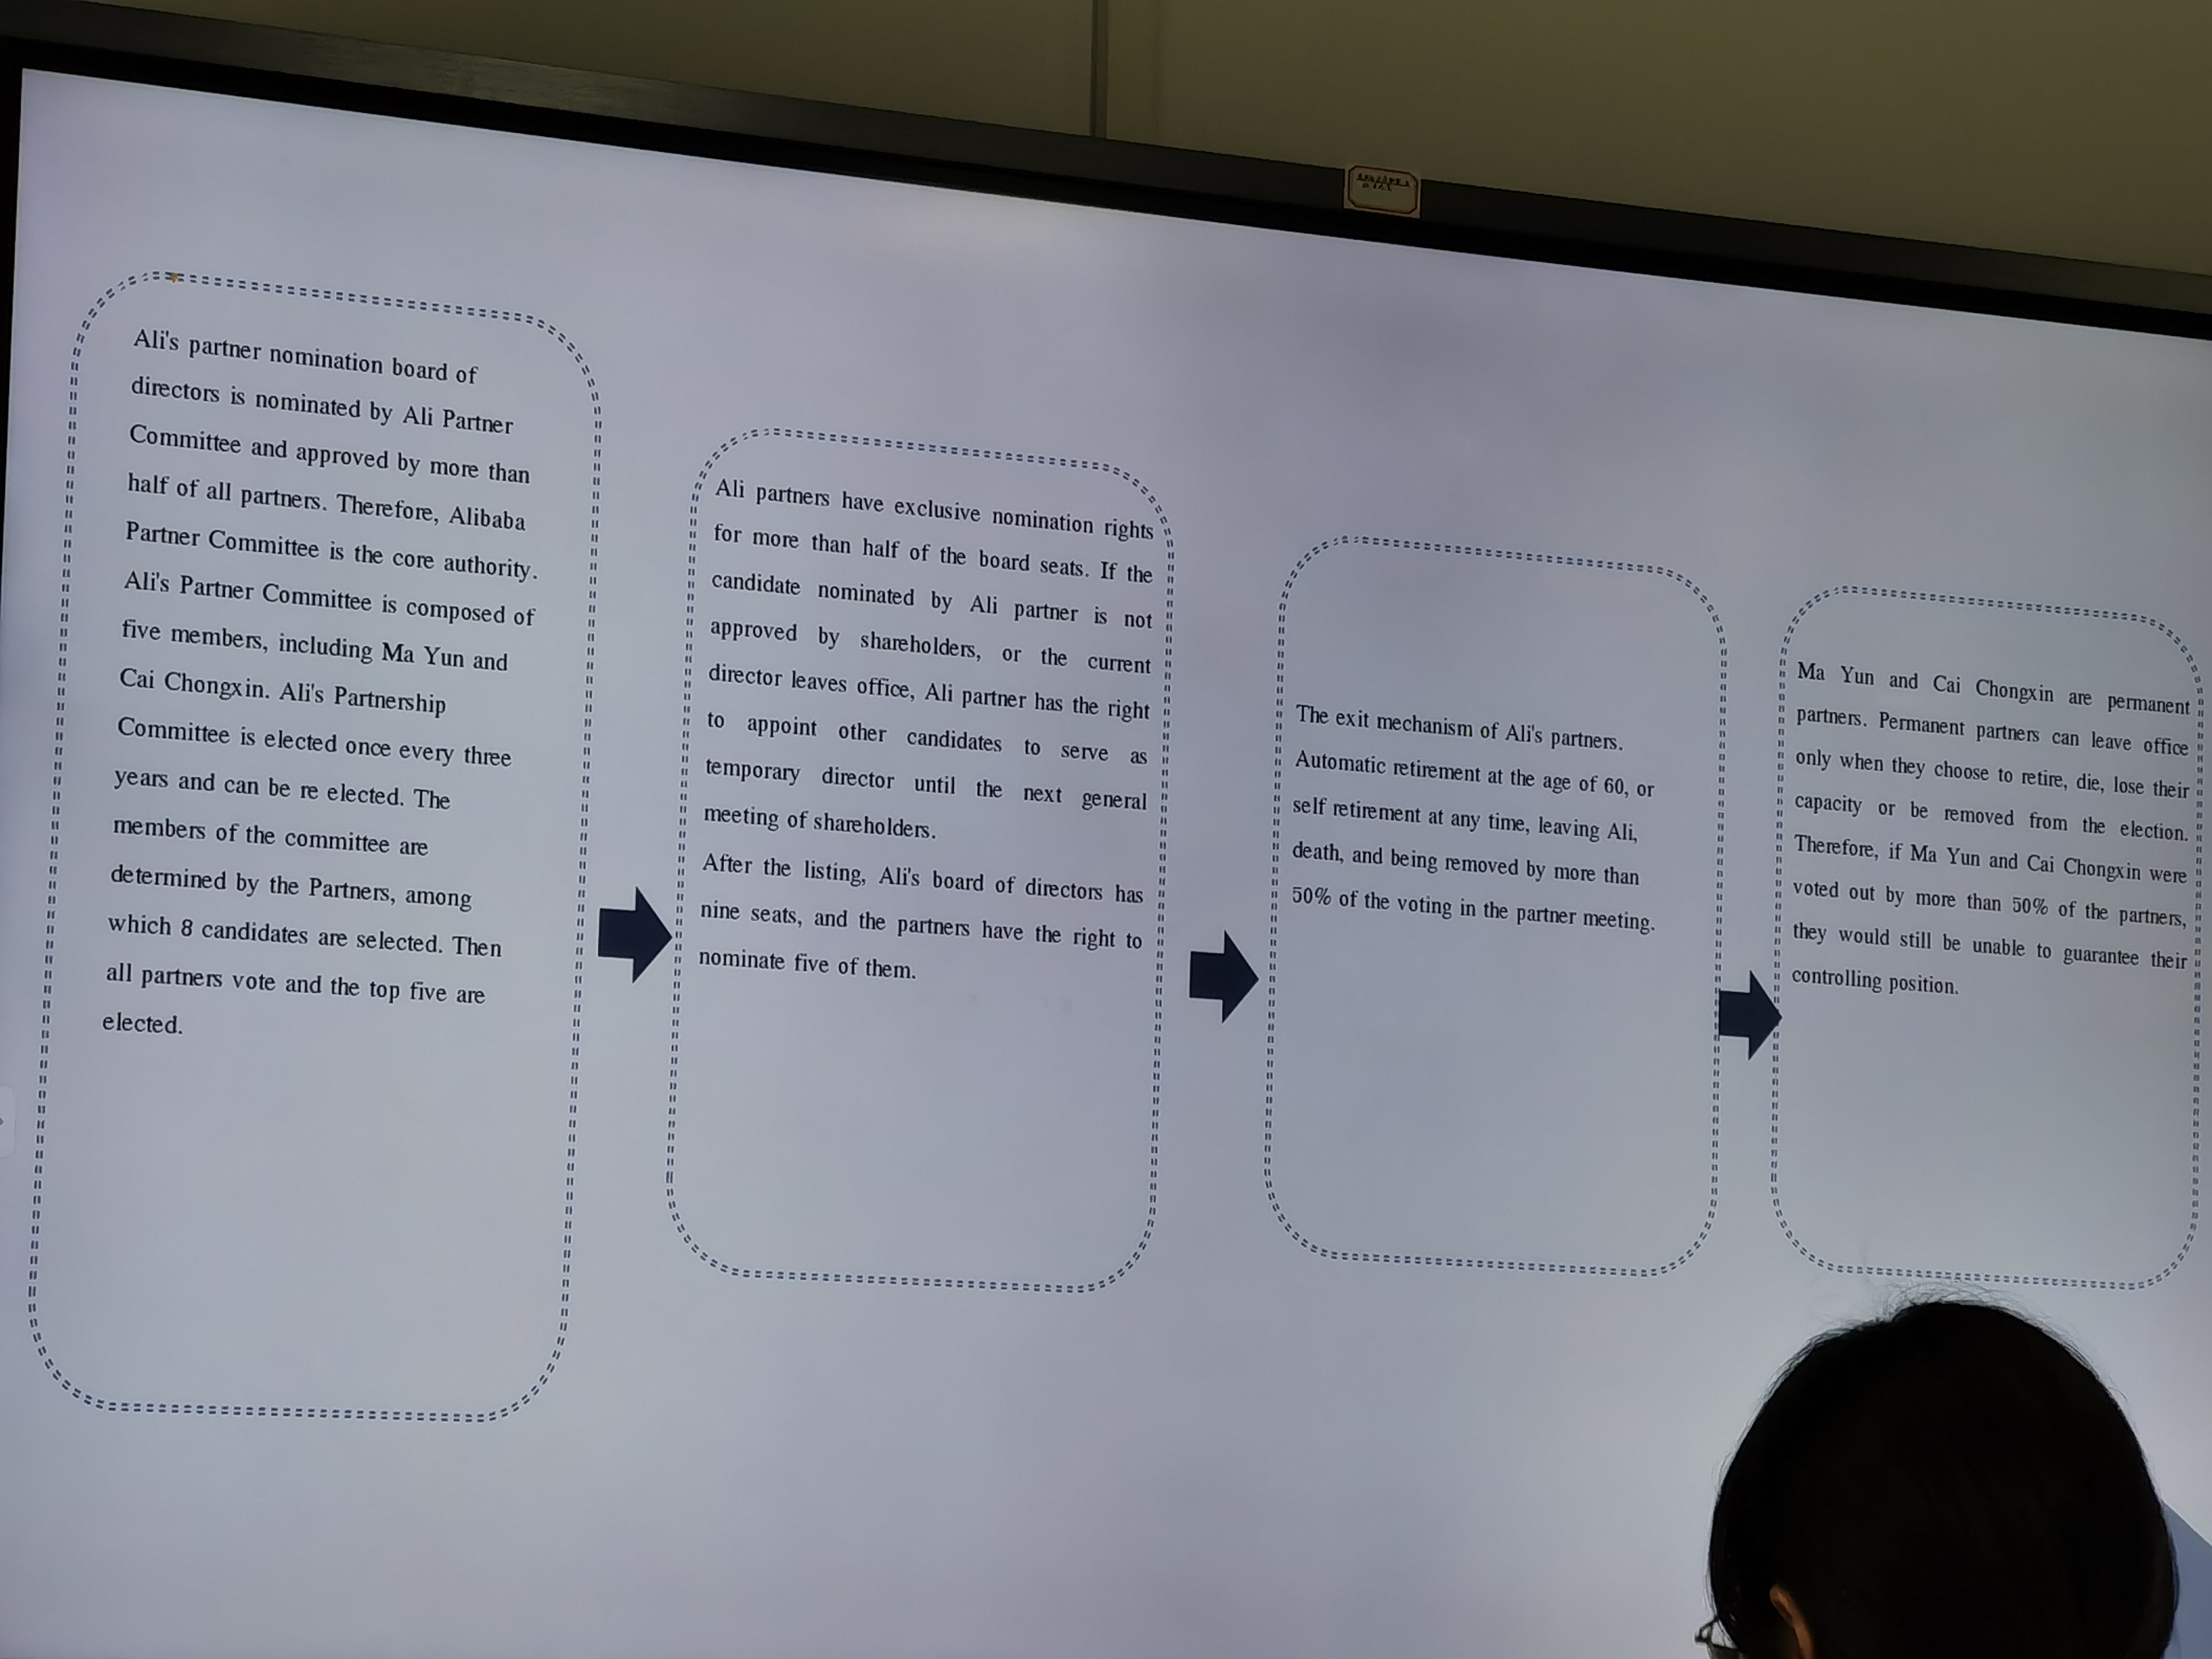 Ali's partner nomination board of
directors is nominated by Ali Partner
Committee and approved by more than
half of all partners. Therefore, Alibaba
Partner Committee is the core authority.
Ali's Partner Committee is composed of
five members, including Ma Yun and
Cai Chongxin. Ali's Partnership
Committee is elected once every three
years and can be re elected. The
members of the committee are
determined by the Partners, among
which 8 candidates are selected. Then
all partners vote and the top five are
elected.
Ali partners have exclusive nomination rights
for more than half of the board seats. If the
candidate nominated by Ali partner is not
approved by shareholders, or the current
director leaves office, Ali partner has the right
to appoint other candidates to serve as
temporary director until the next general
meeting of shareholders.
After the listing, Ali's board of directors has
nine seats, and the partners have the right to
nominate five of them.
The exit mechanism of Ali's partners.
Automatic retirement at the age of 60, or
self retirement at any time, leaving Ali,
death, and being removed by more than
50% of the voting in the partner meeting.
Ma Yun and Cai Chongxin are permanent
partners. Permanent partners can leave office
only when they choose to retire, die, lose their
capacity or be removed from the election.
Therefore, if Ma Yun and Cai Chongxin were
voted out by more than 50% of the partners,
they would still be unable to guarantee their
controlling position.